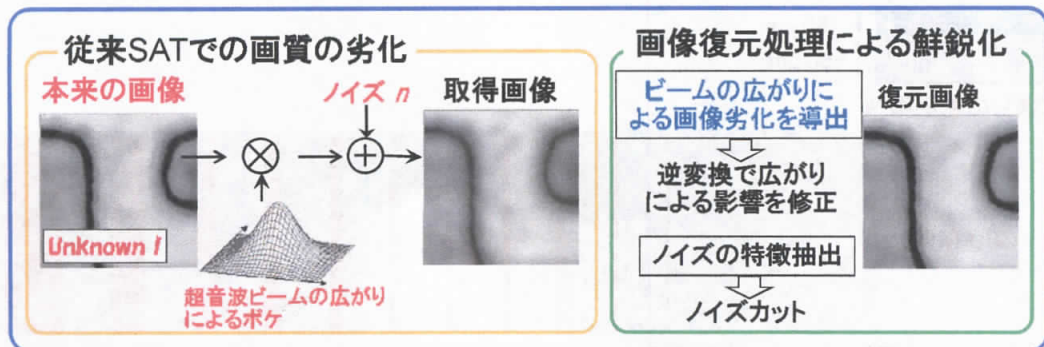 従来SATでの画質の劣化
本来の画像
ノイズ n
取得画像
Unknown !
超音波ビームの広がり
によるボケ
画像復元処理による鮮鋭化
ビームの広がりに
よる画像劣化を導出
復元画像
逆変換で広がり
による影響を修正
ノイズの特徴抽出
ノイズカット